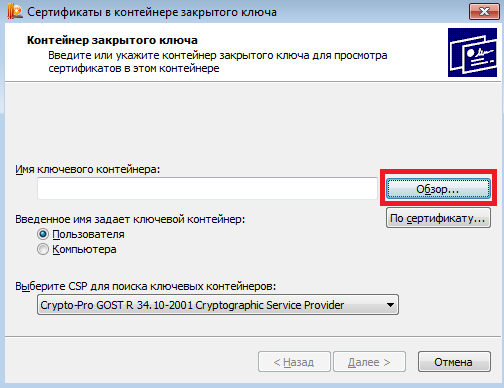 Сертификаты в контейнере закрытого ключа
Контейнер закрытого ключа
Введите или укажите контейнер закрытого ключа для просмотра
сертификатов в этом контейнере
Имя ключевого контейнера:
Обзор...
По сертификату...
Введенное имя задает ключевой контейнер:
Пользователя
Компьютера
Выберите CSP для поиска ключевых контейнеров:
Crypto-Pro GOST R 34.10-2001 Cryptographic Service Provider
< Назад
Далее >
Отмена